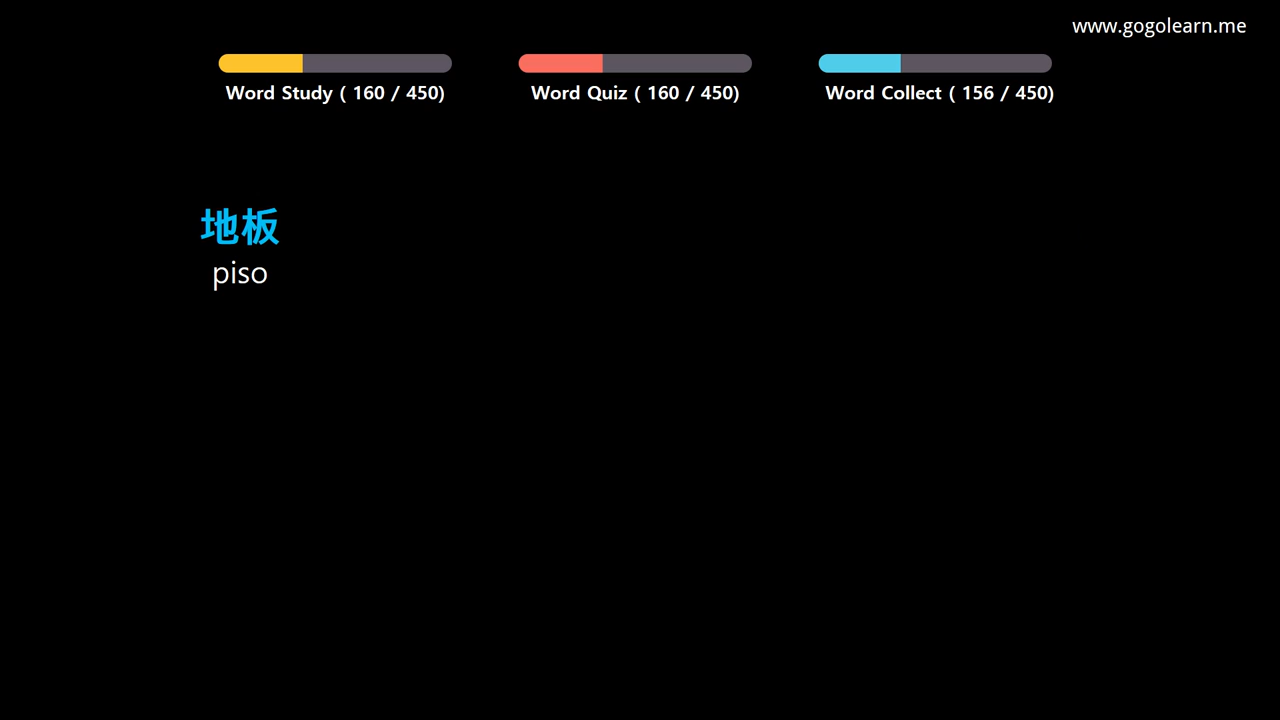 www.gogolearn.me
Word Study ( 160 / 450)
Word Quiz ( 160 / 450)
Word Collect ( 156 / 450)
地板
piso